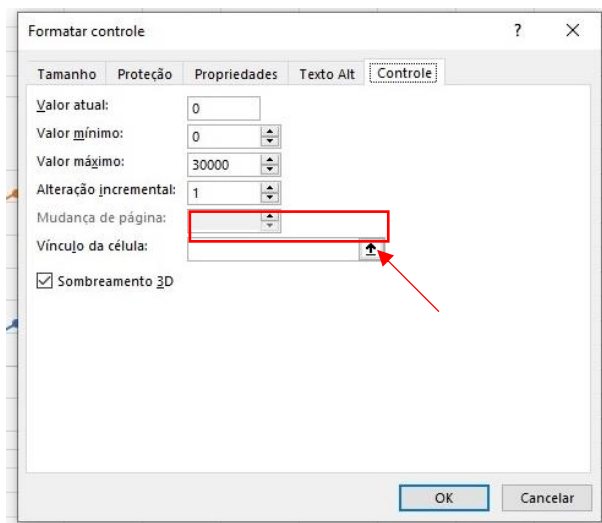 Formatar controle ? ×
Tamanho Proteção Propriedades Texto Alt Controle
Valor atual: 0
Valor mínimo: 0
Valor máximo: 30000
Alteração incremental: 1
Mudança de página:
Vínculo da célula:
Sombreamento 3D
OK Cancelar